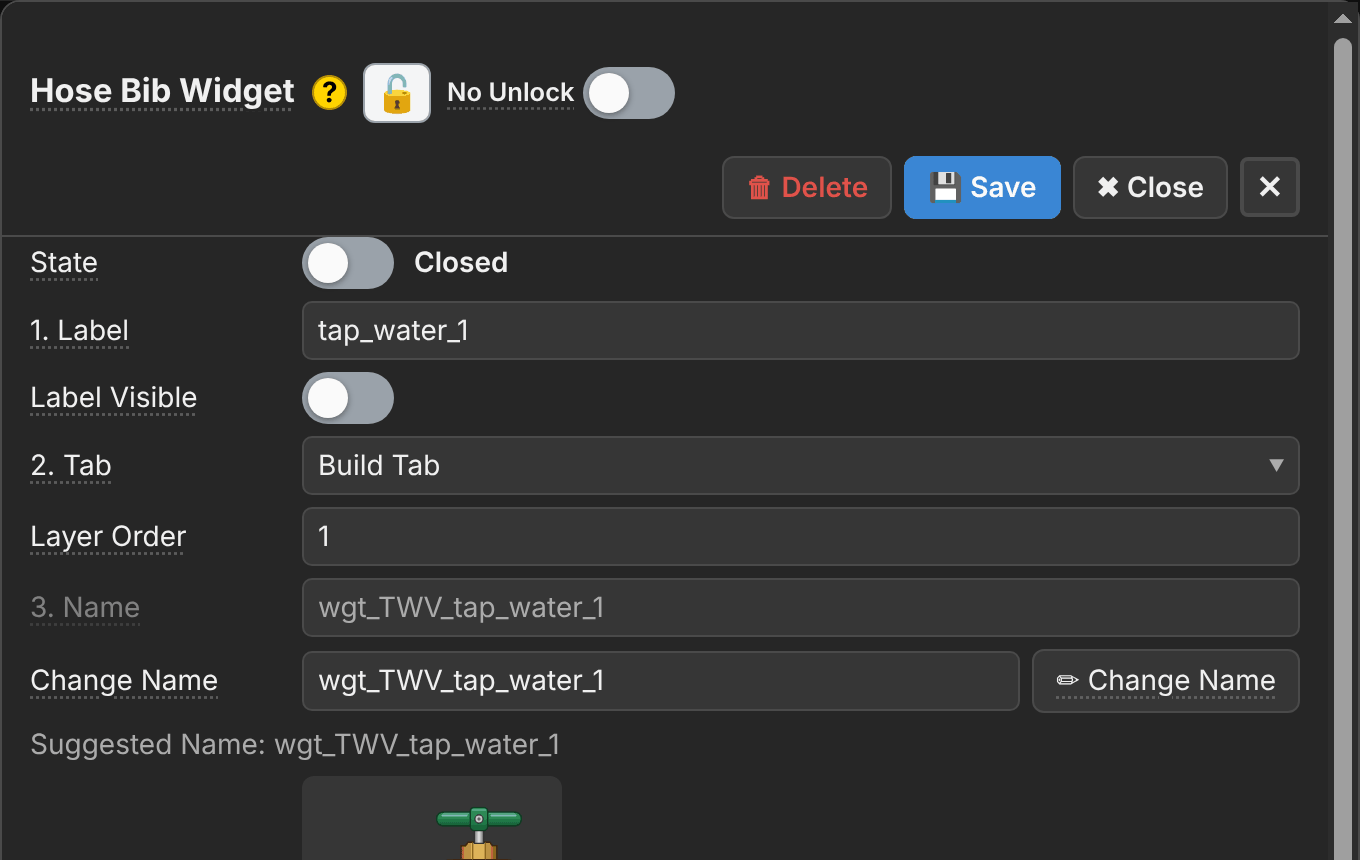 Hose Bib Widget ? No Unlock
🗑 Delete 💾 Save ✖ Close ✕
State Closed
1. Label tap_water_1
Label Visible
2. Tab Build Tab ▼
Layer Order 1
3. Name wgt_TWV_tap_water_1
Change Name wgt_TWV_tap_water_1 ✏ Change Name
Suggested Name: wgt_TWV_tap_water_1